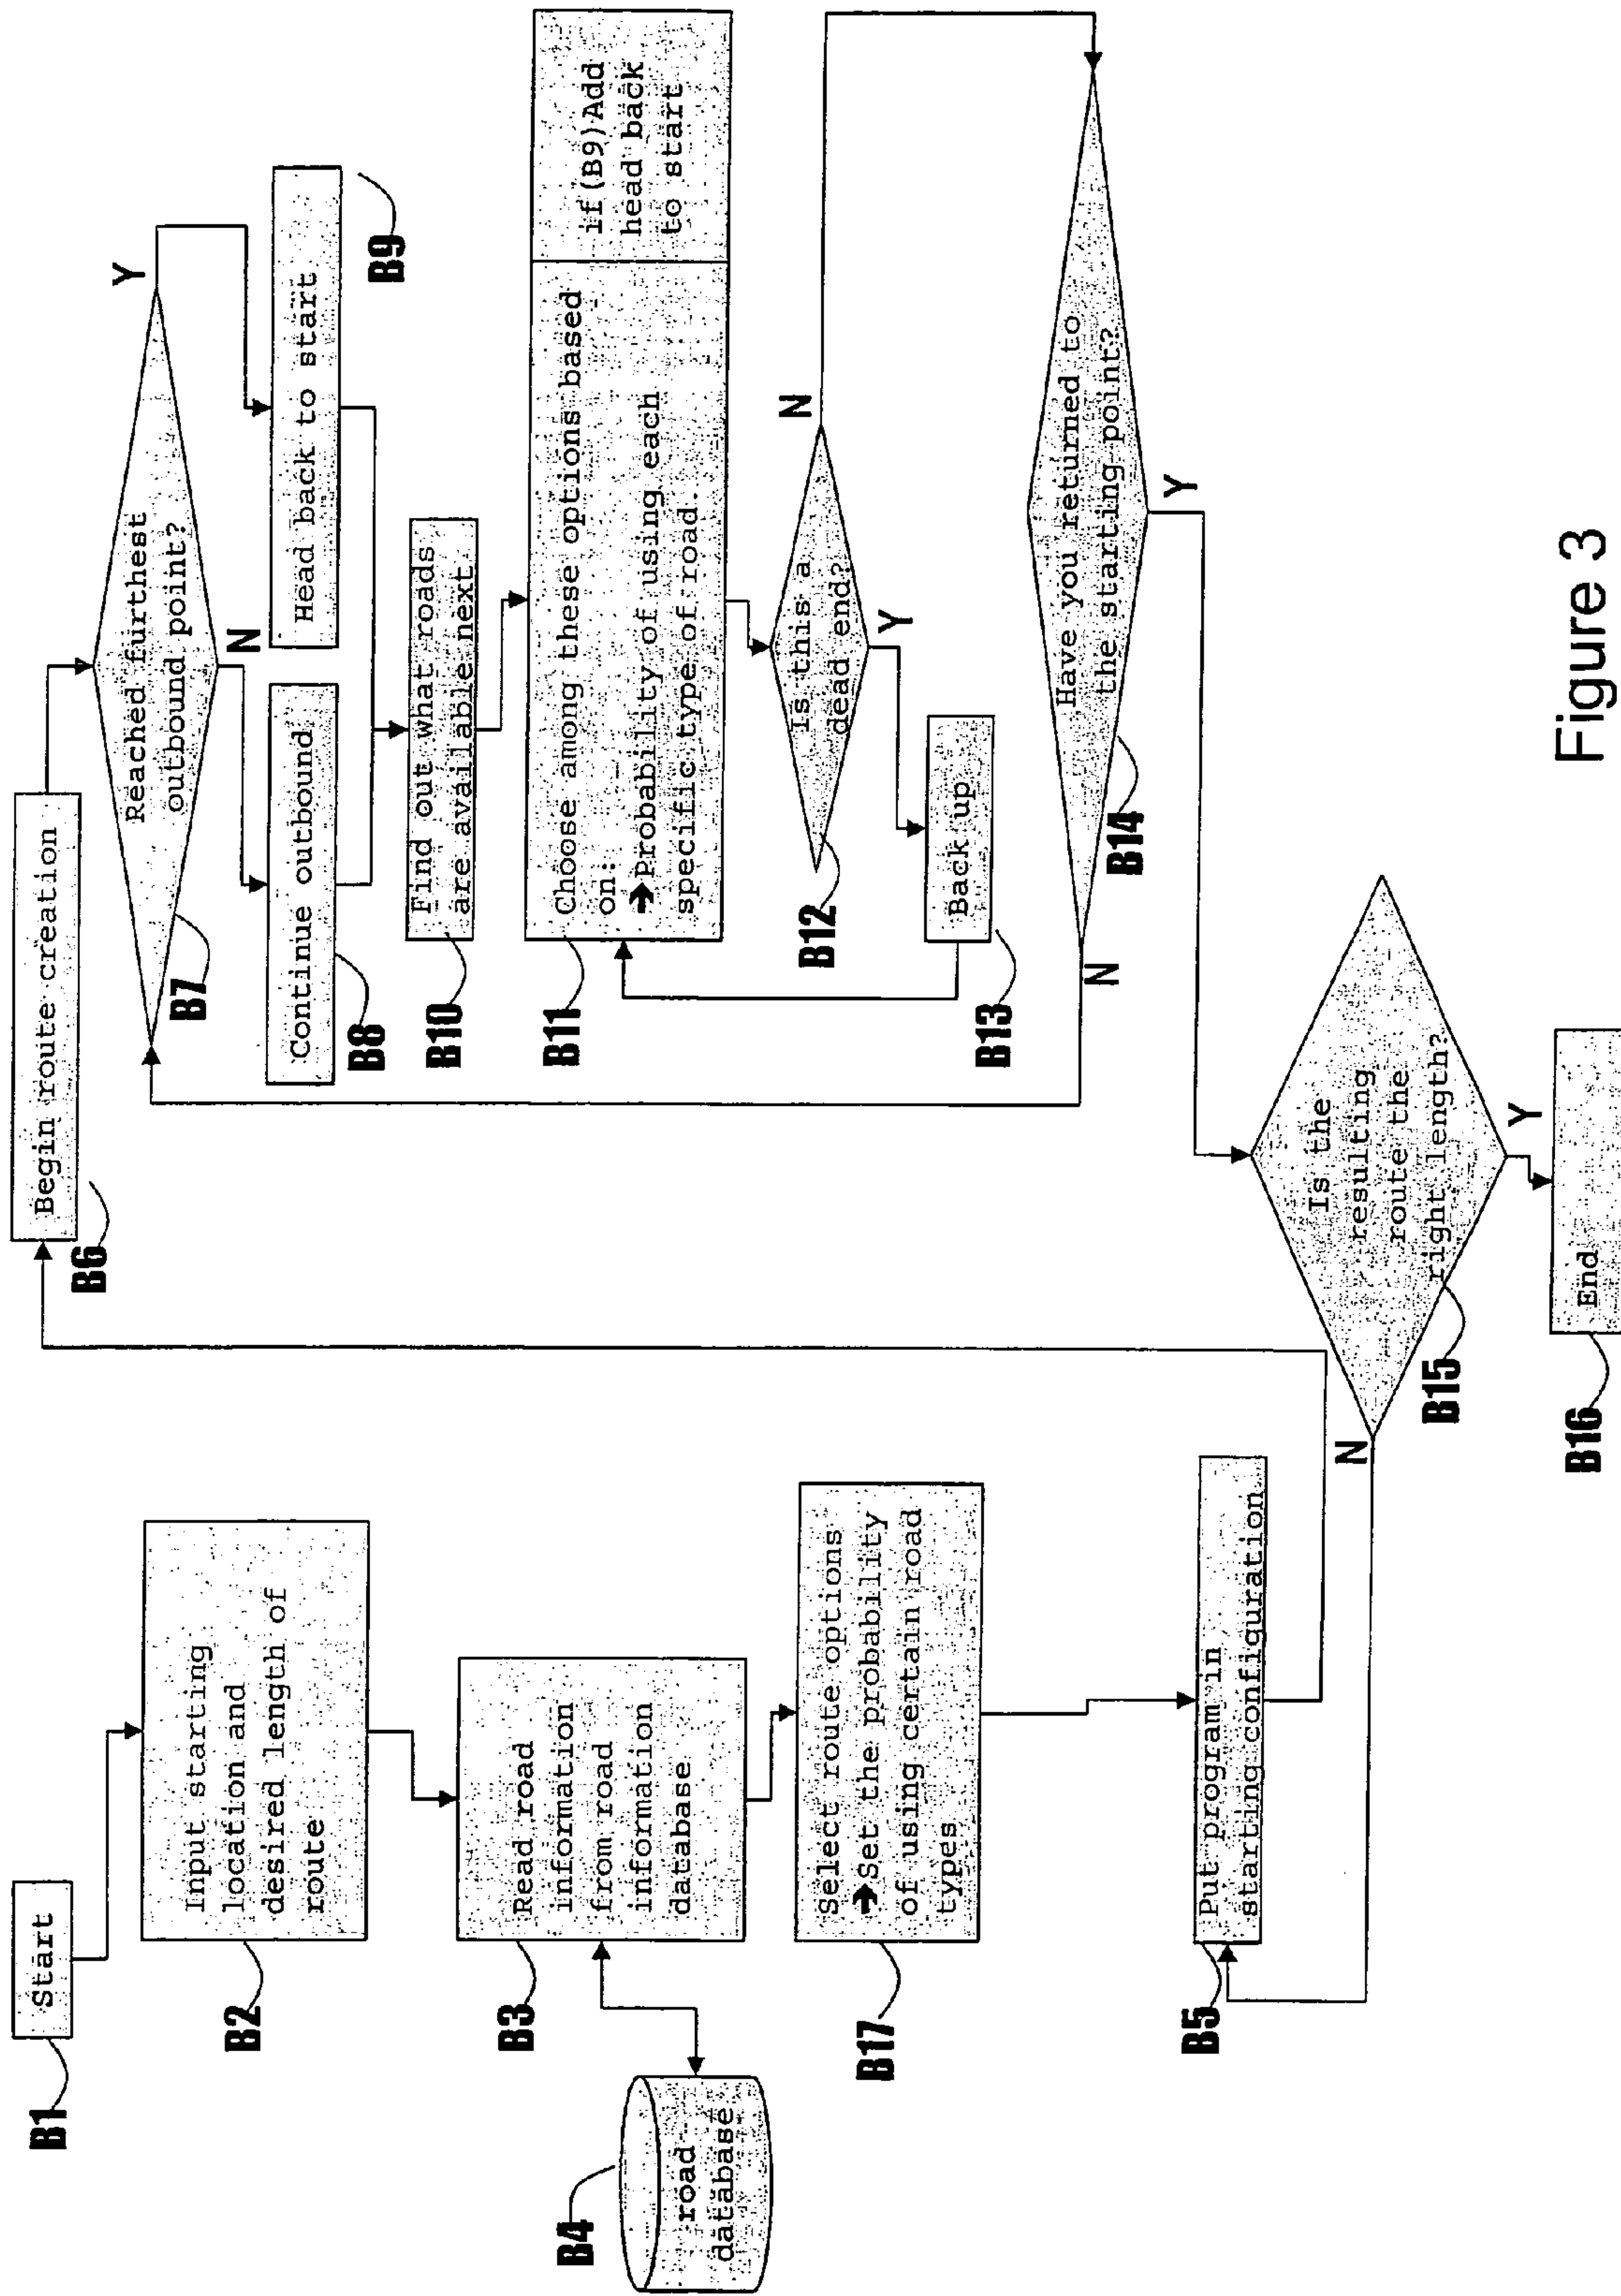 B1
Start
B2
Input starting
location and
desired length of
route
B3
Read road
information
from road
information
database
B4
road
database
B17
Select route options
➔Set the probability
of using certain road
types
B5
Put program in
starting configuration
B6
Begin route creation
B7
Reached furthest
outbound point?
Y
N
B8
Continue outbound
B9
Head back to start
B10
Find out what roads
are available next
B11
Choose among these options based
on:
➔Probability of using each
specific type of road.
if(B9)Add
head back
to start
B12
Is this a
dead end?
N
Y
B13
Back up
B14
Have you returned to
the starting point?
N
Y
B15
Is the
resulting
route the
right length?
N
Y
B16
End
Figure 3